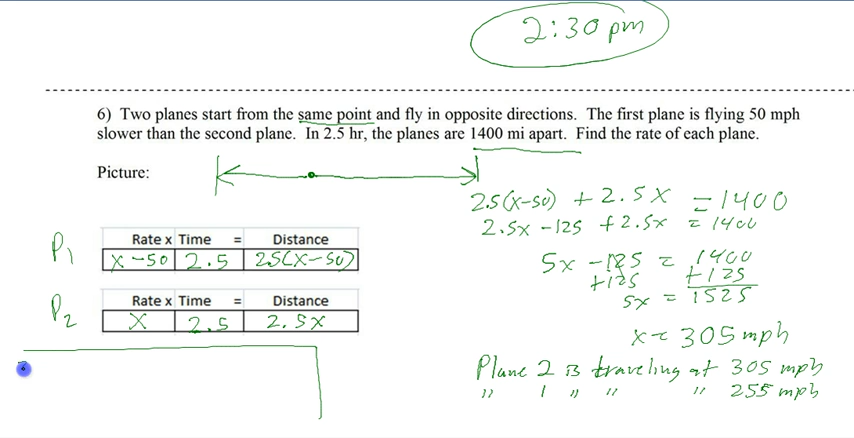 2:30 pm
6) Two planes start from the same point and fly in opposite directions. The first plane is flying 50 mph
slower than the second plane. In 2.5 hr, the planes are 1400 mi apart. Find the rate of each plane.
Picture:
P1
Rate x Time = Distance
x-50 2.5 2.5(x-50)
P2
Rate x Time = Distance
x 2.5 2.5x
2.5(x-50) + 2.5x = 1400
2.5x - 125 + 2.5x = 1400
5x - 125 = 1400
+125 +125
5x = 1525
x = 305 mph
Plane 2 is traveling at 305 mph
" 1 " " " 255 mph